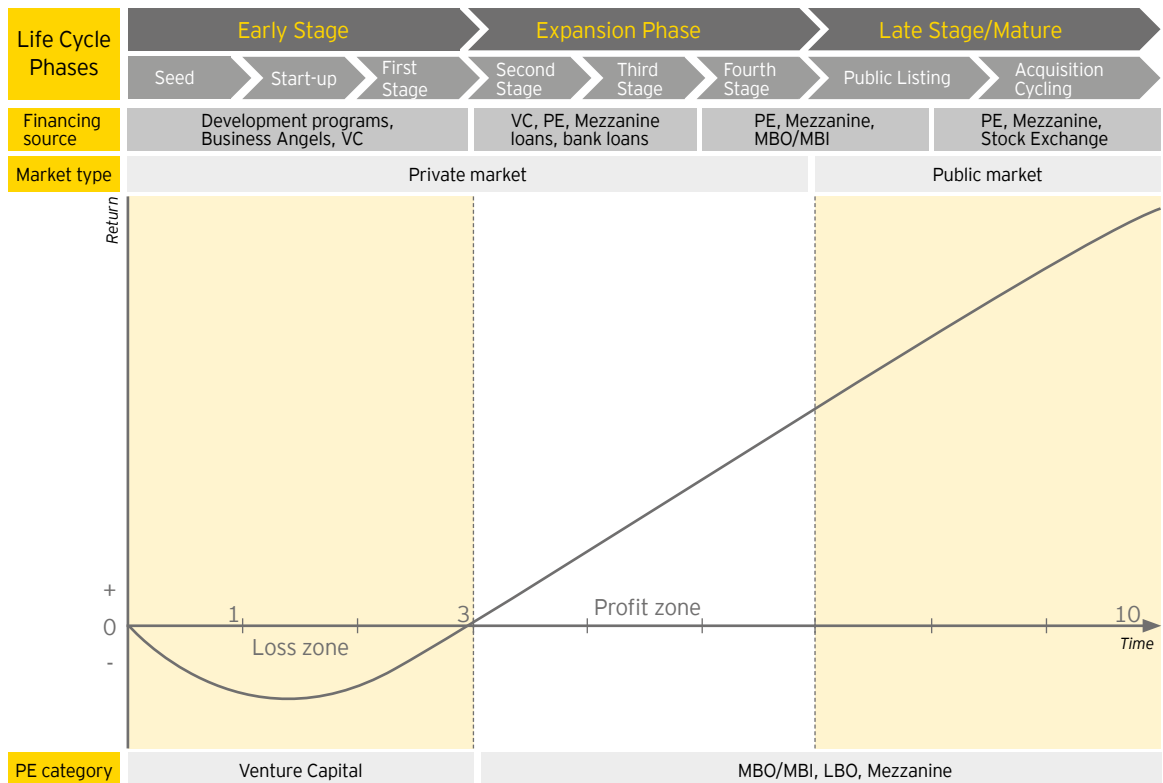 Life Cycle
Phases
Early Stage
Expansion Phase
Late Stage/Mature
Seed
Start-up
First
Stage
Second
Stage
Third
Stage
Fourth
Stage
Public Listing
Acquisition
Cycling
Financing
source
Development programs,
Business Angels, VC
VC, PE, Mezzanine
loans, bank loans
PE, Mezzanine,
MBO/MBI
PE, Mezzanine,
Stock Exchange
Market type
Private market
Public market
Return
+
0
-
1
3
10
Loss zone
Profit zone
Time
PE category
Venture Capital
MBO/MBI, LBO, Mezzanine